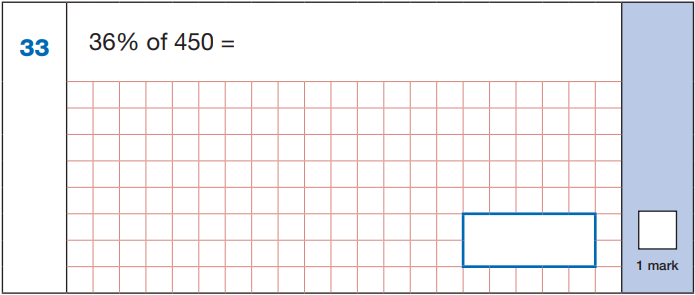 33
36% of 450 =
1 mark